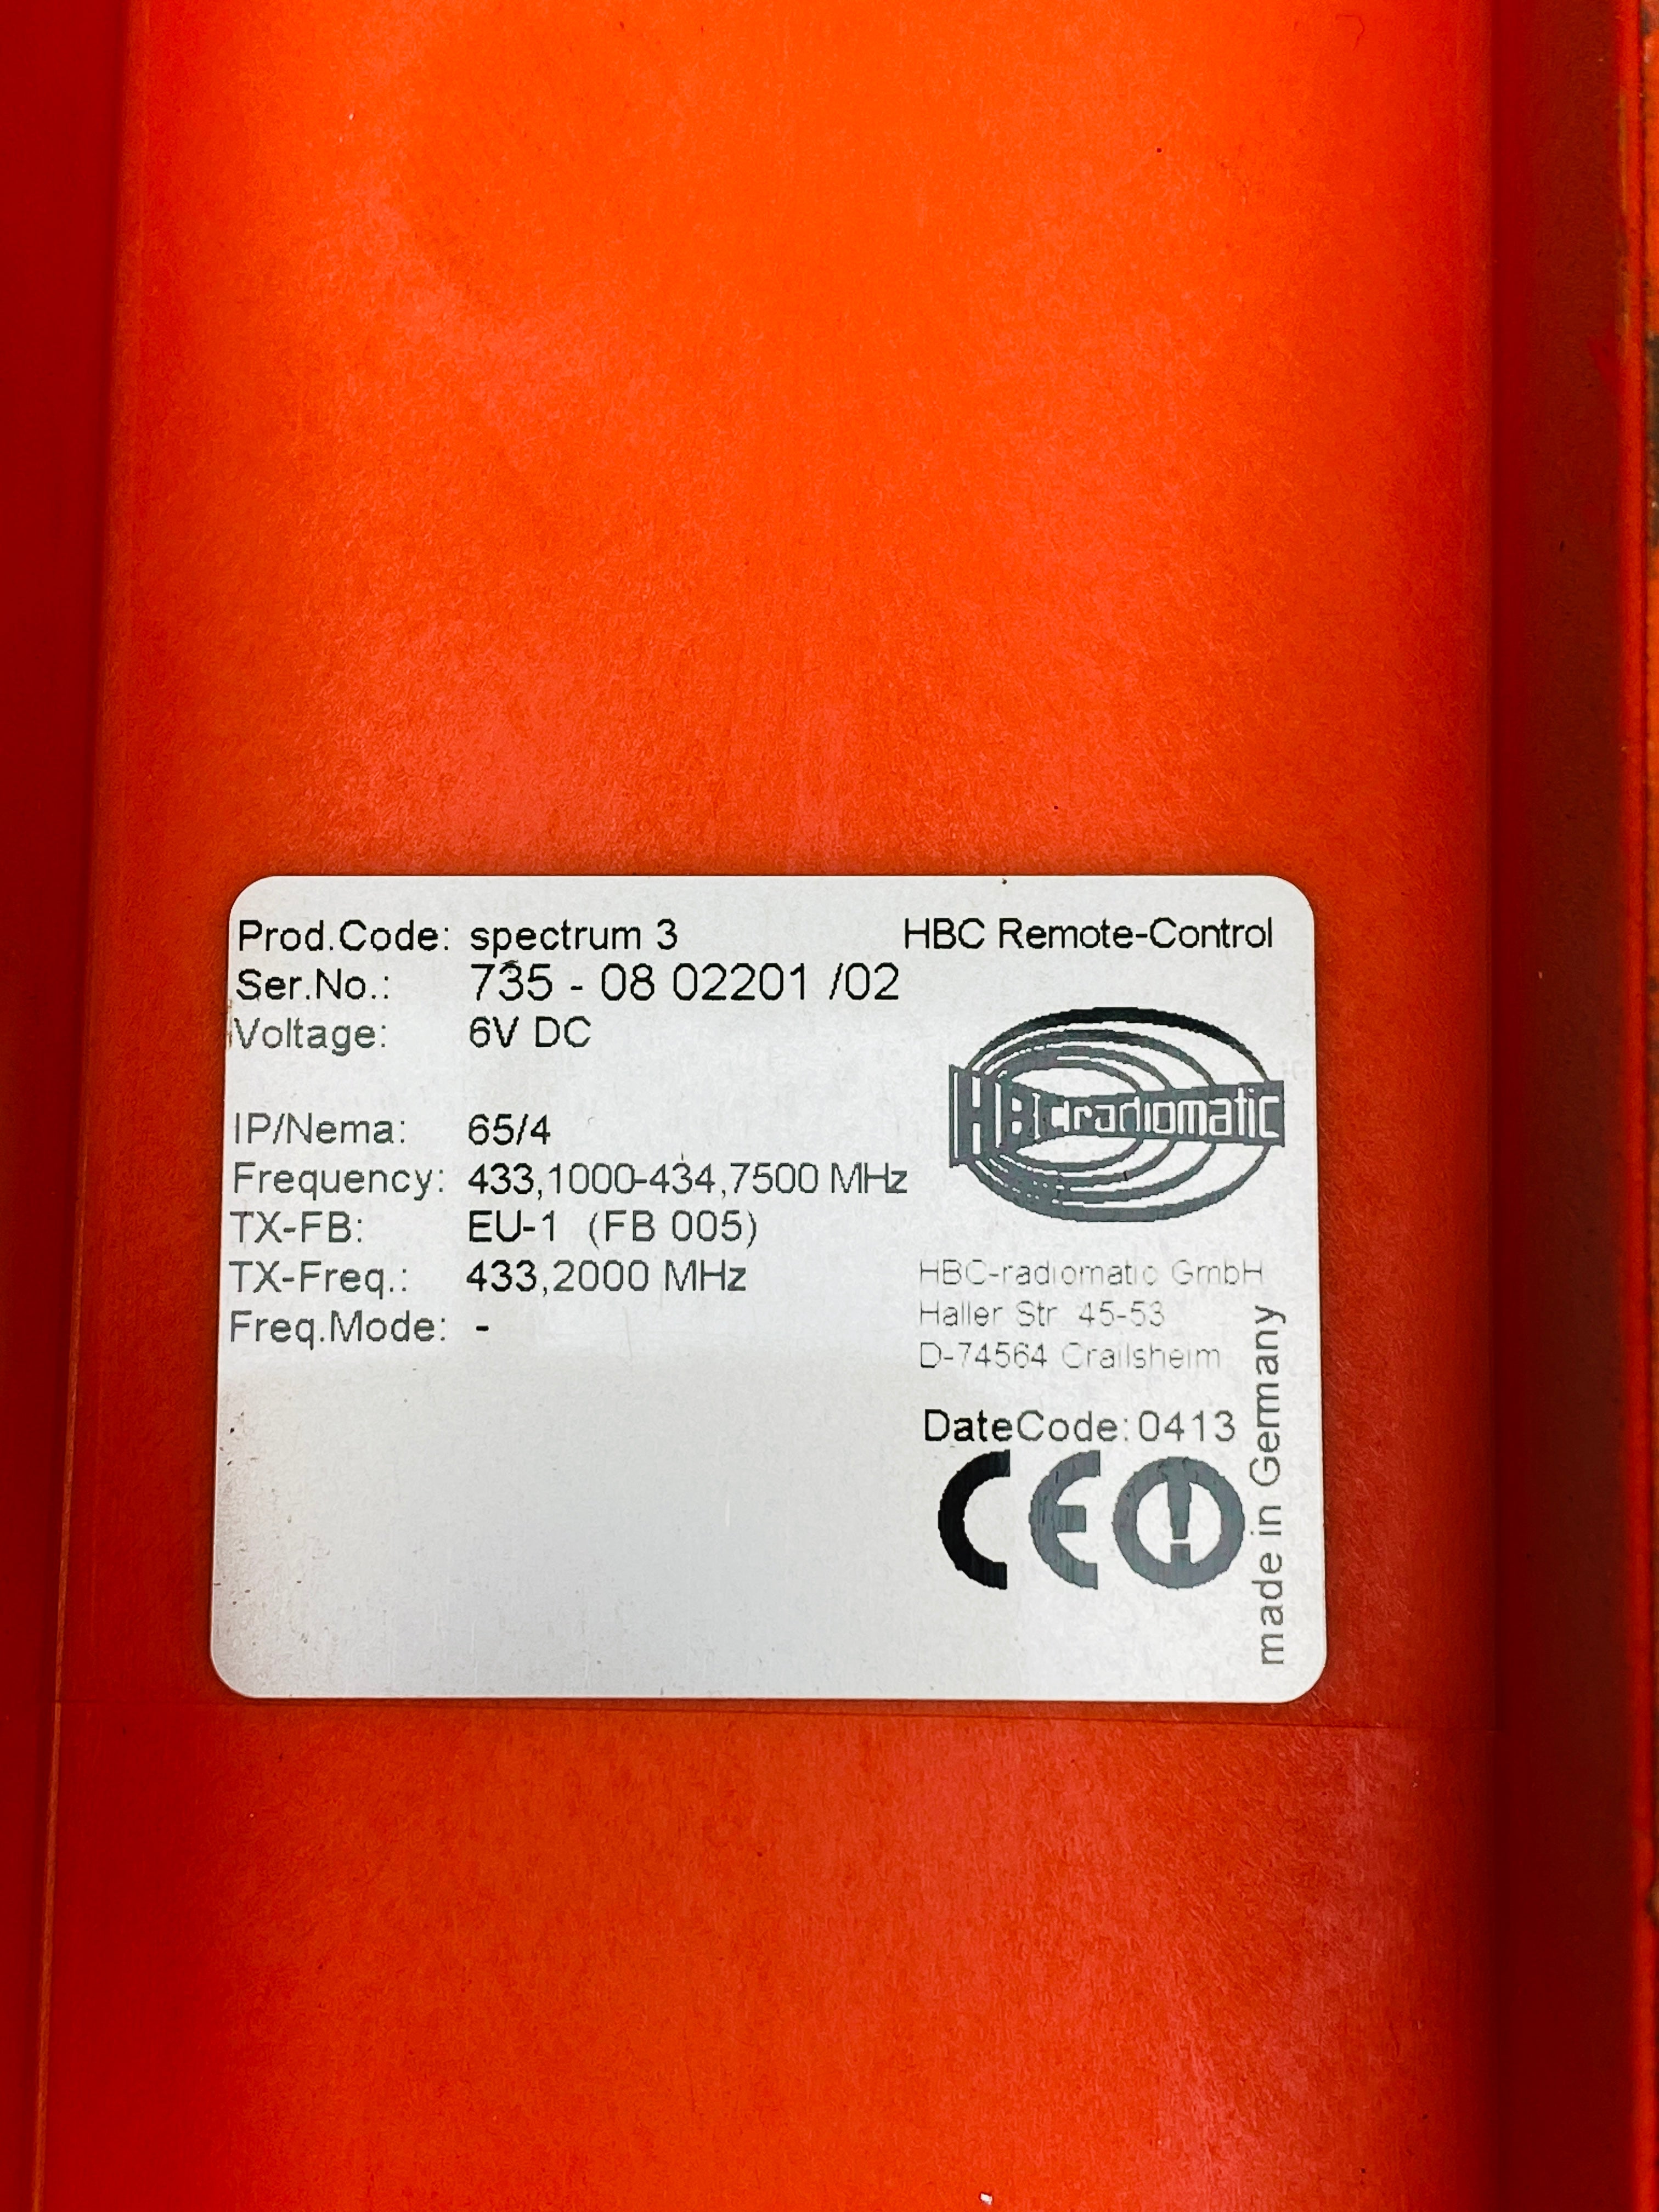 Prod.Code: spectrum 3 HBC Remote-Control
Ser.No.: 735 - 08 02201 /02
Voltage: 6V DC
HBC radiomatic
IP/Nema: 65/4
Frequency: 433,1000-434,7500 MHz
TX-FB: EU-1 (FB 005)
TX-Freq.: 433,2000 MHz
Freq.Mode: -
HBC-radiomatic GmbH
Haller Str. 45-53
D-74564 Crailsheim
DateCode: 0413
CE
made in Germany